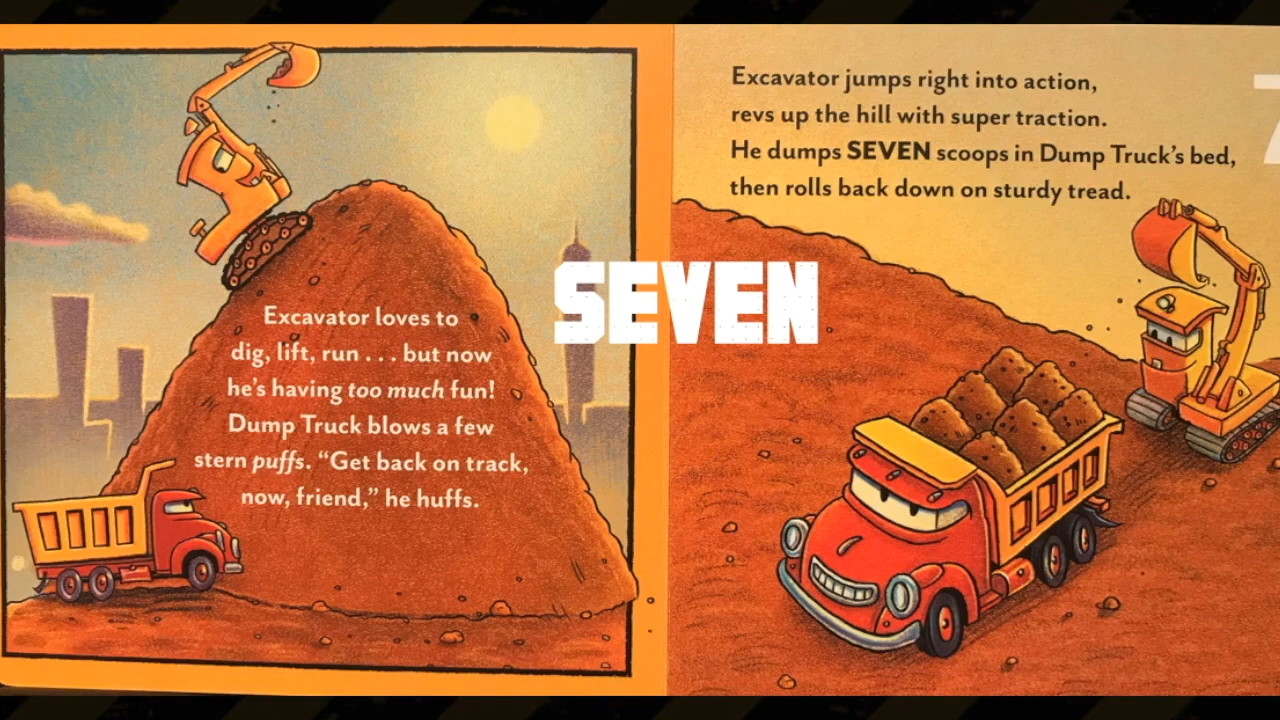 Excavator loves to
dig, lift, run . . . but now
he's having too much fun!
Dump Truck blows a few
stern puffs. “Get back on track,
now, friend,” he huffs.
SEVEN
Excavator jumps right into action,
revs up the hill with super traction.
He dumps SEVEN scoops in Dump Truck's bed,
then rolls back down on sturdy tread.
7